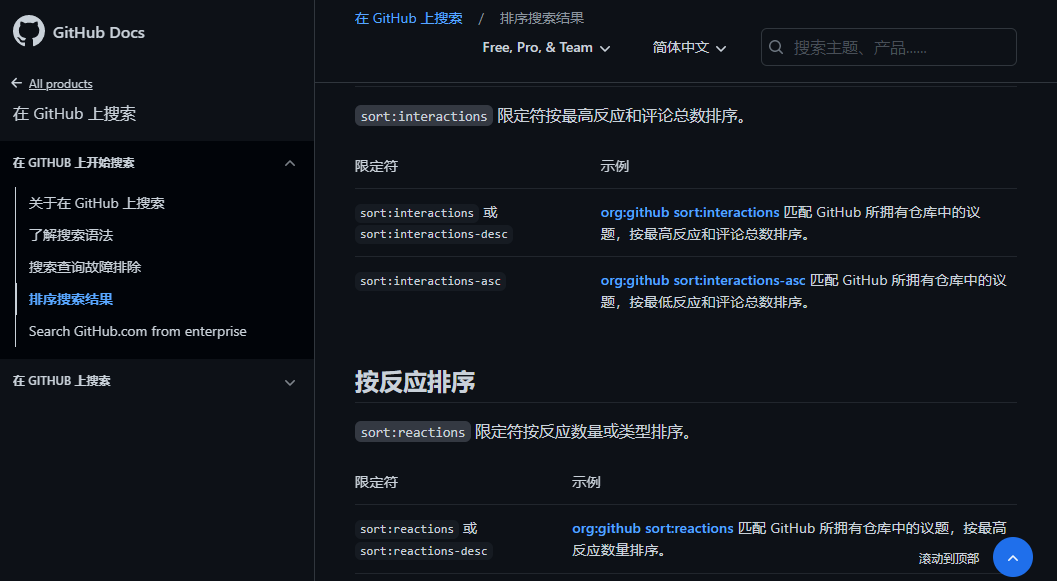 GitHub Docs
All products
在 GitHub 上搜索
在 GITHUB 上开始搜索
关于在 GitHub 上搜索
了解搜索语法
搜索查询故障排除
排序搜索结果
Search GitHub.com from enterprise
在 GITHUB 上搜索
在 GitHub 上搜索 / 排序搜索结果
Free, Pro, & Team 简体中文 搜索主题、产品......
sort:interactions 限定符按最高反应和评论总数排序。
限定符 示例
sort:interactions 或
sort:interactions-desc
org:github sort:interactions 匹配 GitHub 所拥有仓库中的议
题，按最高反应和评论总数排序。
sort:interactions-asc
org:github sort:interactions-asc 匹配 GitHub 所拥有仓库中的议
题，按最低反应和评论总数排序。
按反应排序
sort:reactions 限定符按反应数量或类型排序。
限定符 示例
sort:reactions 或
sort:reactions-desc
org:github sort:reactions 匹配 GitHub 所拥有仓库中的议题，按最高
反应数量排序。
滚动到顶部